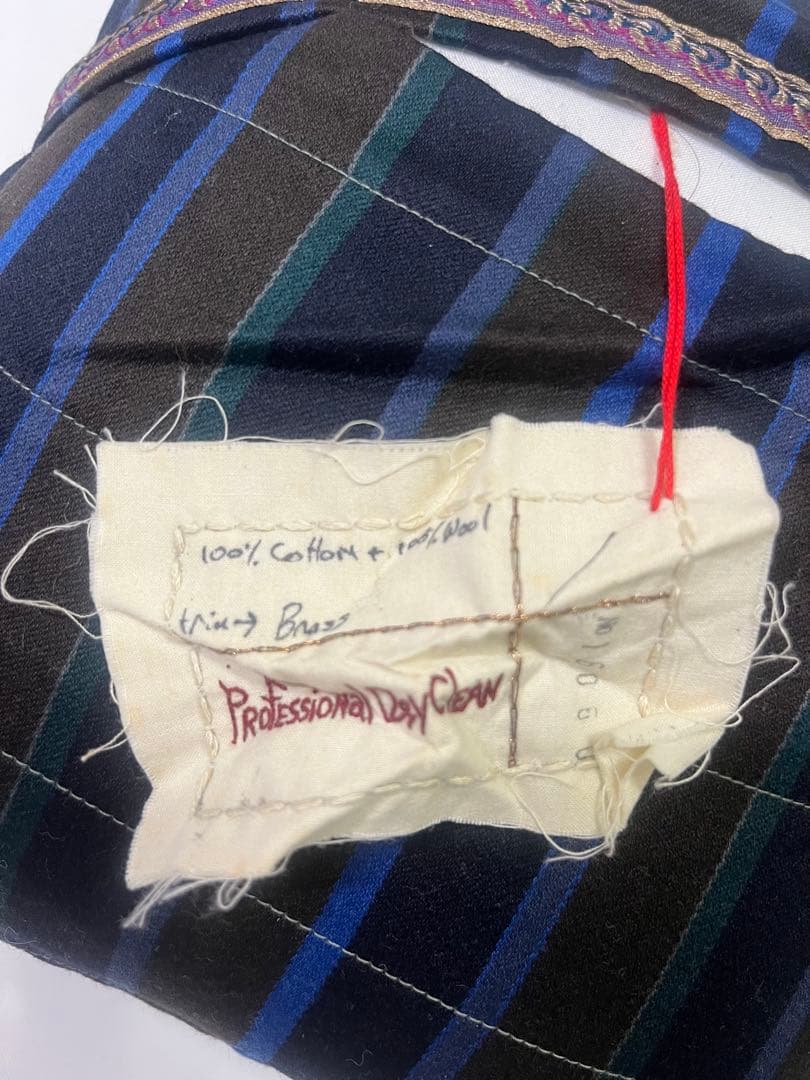 100% Cotton + 100% Wool
trim → Brass
Professional Dry Clean